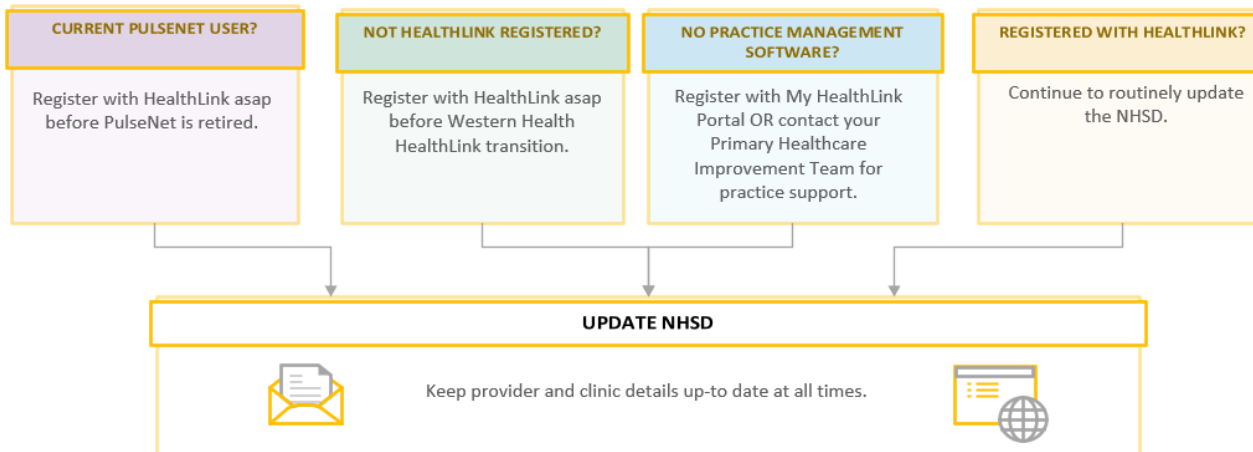 CURRENT PULSENET USER?
Register with HealthLink asap
before PulseNet is retired.
NOT HEALTHLINK REGISTERED?
Register with HealthLink asap
before Western Health
HealthLink transition.
NO PRACTICE MANAGEMENT
SOFTWARE?
Register with My HealthLink
Portal OR contact your
Primary Healthcare
Improvement Team for
practice support.
REGISTERED WITH HEALTHLINK?
Continue to routinely update
the NHSD.
UPDATE NHSD
Keep provider and clinic details up-to date at all times.